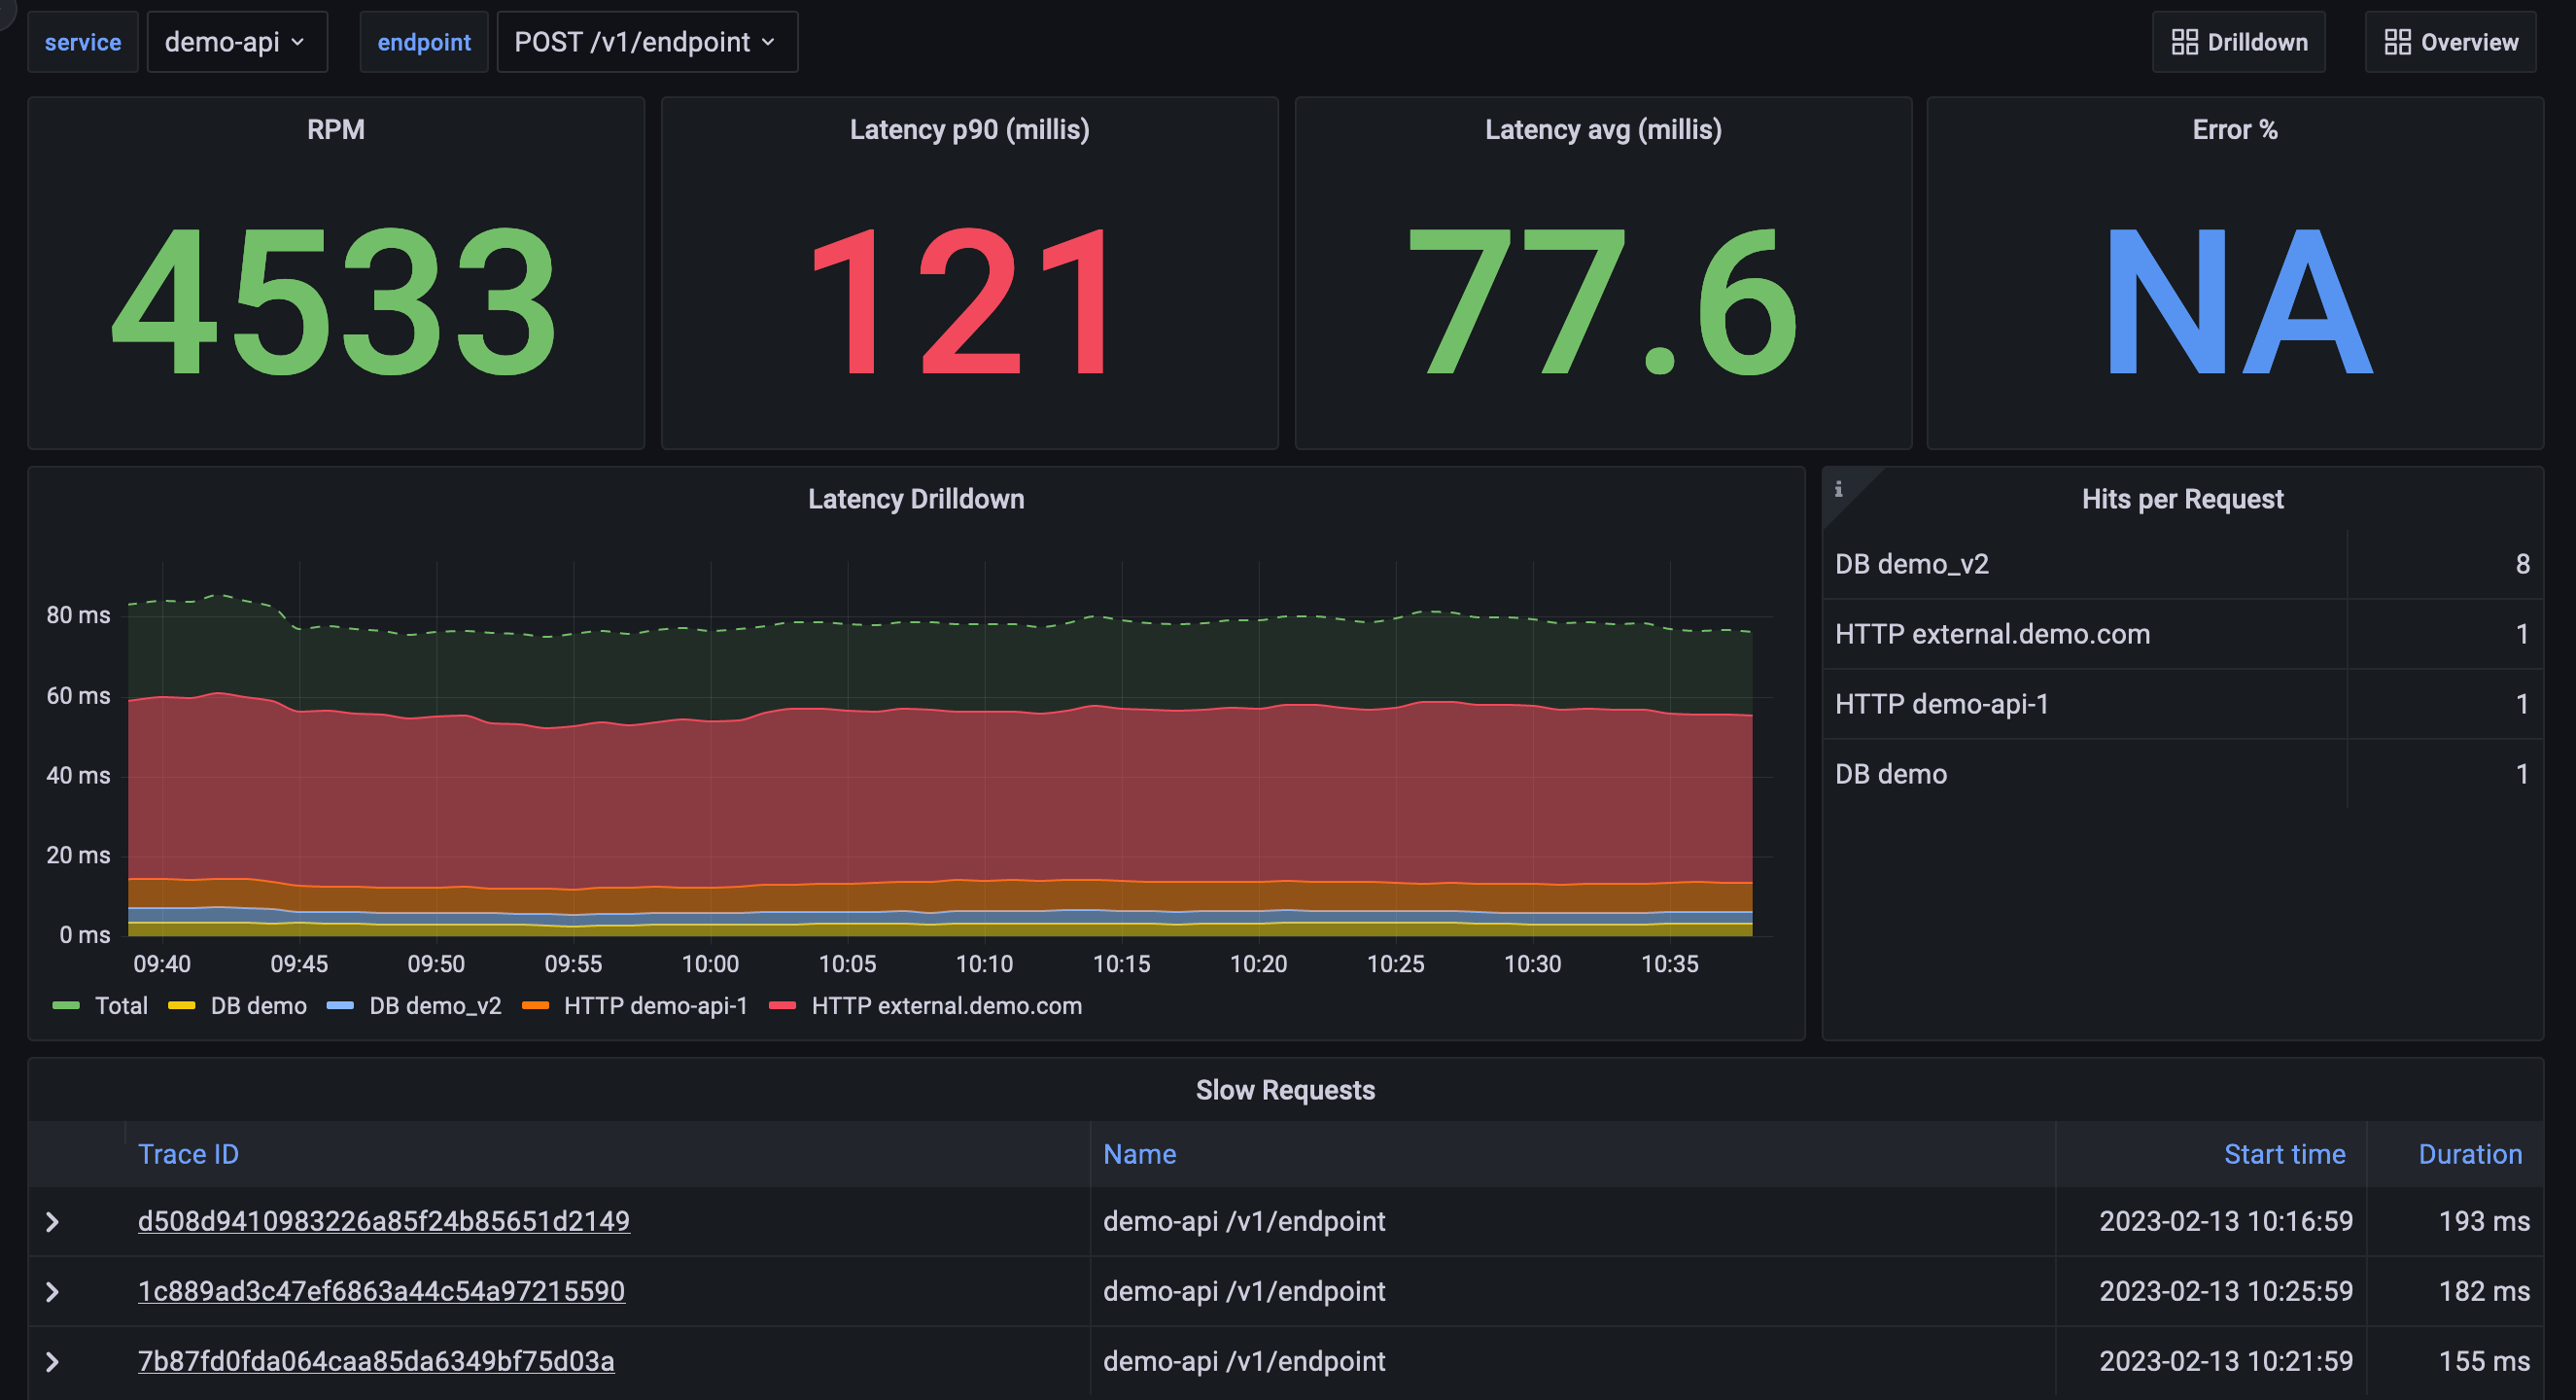 service demo-api endpoint POST /v1/endpoint Drilldown Overview
RPM Latency p90 (millis) Latency avg (millis) Error %
4533 121 77.6 NA
Latency Drilldown
80 ms
60 ms
40 ms
20 ms
0 ms
09:40 09:45 09:50 09:55 10:00 10:05 10:10 10:15 10:20 10:25 10:30 10:35
Total DB demo DB demo_v2 HTTP demo-api-1 HTTP external.demo.com
i
Hits per Request
DB demo_v2 8
HTTP external.demo.com 1
HTTP demo-api-1 1
DB demo 1
Slow Requests
Trace ID Name Start time Duration
d508d9410983226a85f24b85651d2149 demo-api /v1/endpoint 2023-02-13 10:16:59 193 ms
1c889ad3c47ef6863a44c54a97215590 demo-api /v1/endpoint 2023-02-13 10:25:59 182 ms
7b87fd0fda064caa85da6349bf75d03a demo-api /v1/endpoint 2023-02-13 10:21:59 155 ms